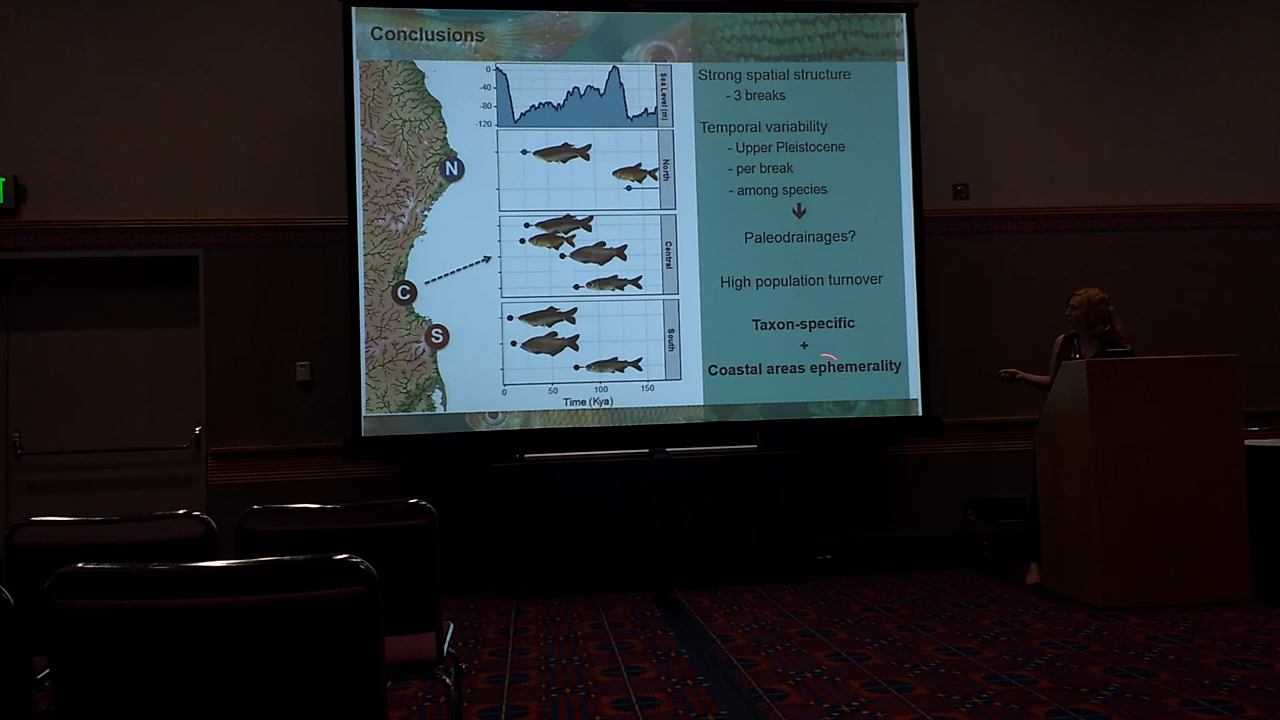 Conclusions
0
-40
-80
-120
Sea Level (m)
North
Central
South
0
50
100
150
Time (Kya)
N
C
S
Strong spatial structure
- 3 breaks
Temporal variability
- Upper Pleistocene
- per break
- among species
Paleodrainages?
High population turnover
Taxon-specific
+
Coastal areas ephemerality